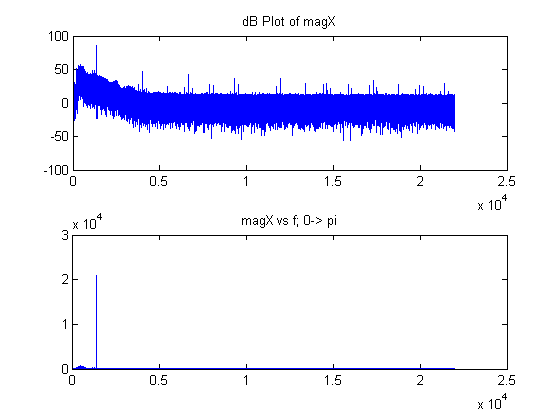 dB Plot of magX
100
50
0
-50
-100
0 0.5 1 1.5 2 2.5
x 10^4
magX vs f; 0-> pi
x 10^4
3
2
1
0
0 0.5 1 1.5 2 2.5
x 10^4